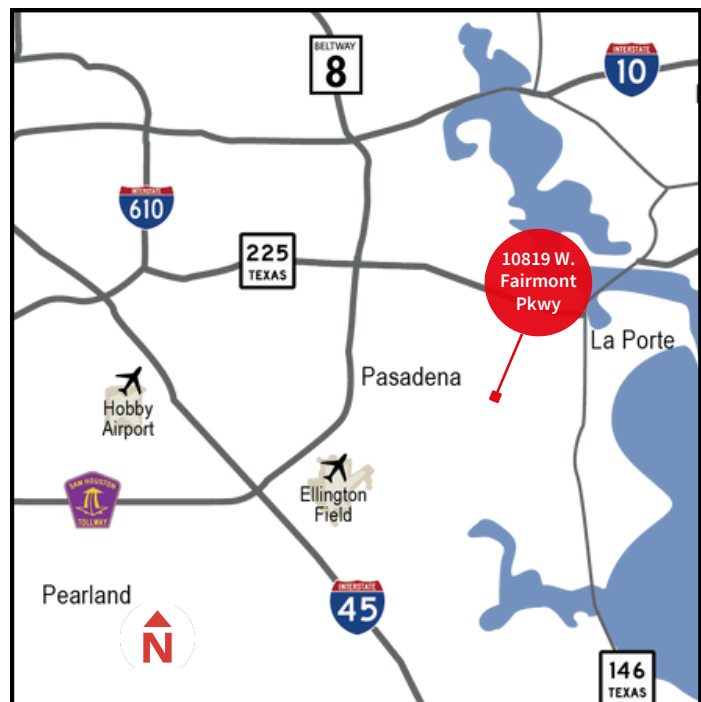 BELTWAY
8
INTERSTATE
10
INTERSTATE
610
225
TEXAS
10819 W.
Fairmont
Pkwy
La Porte
Pasadena
Hobby
Airport
Ellington
Field
SAM HOUSTON
TOLLWAY
Pearland
N
INTERSTATE
45
146
TEXAS